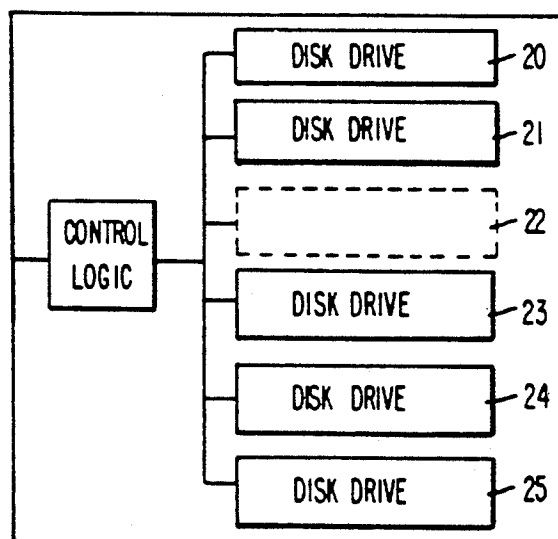 DISK DRIVE 20
DISK DRIVE 21
22
CONTROL
LOGIC
DISK DRIVE 23
DISK DRIVE 24
DISK DRIVE 25